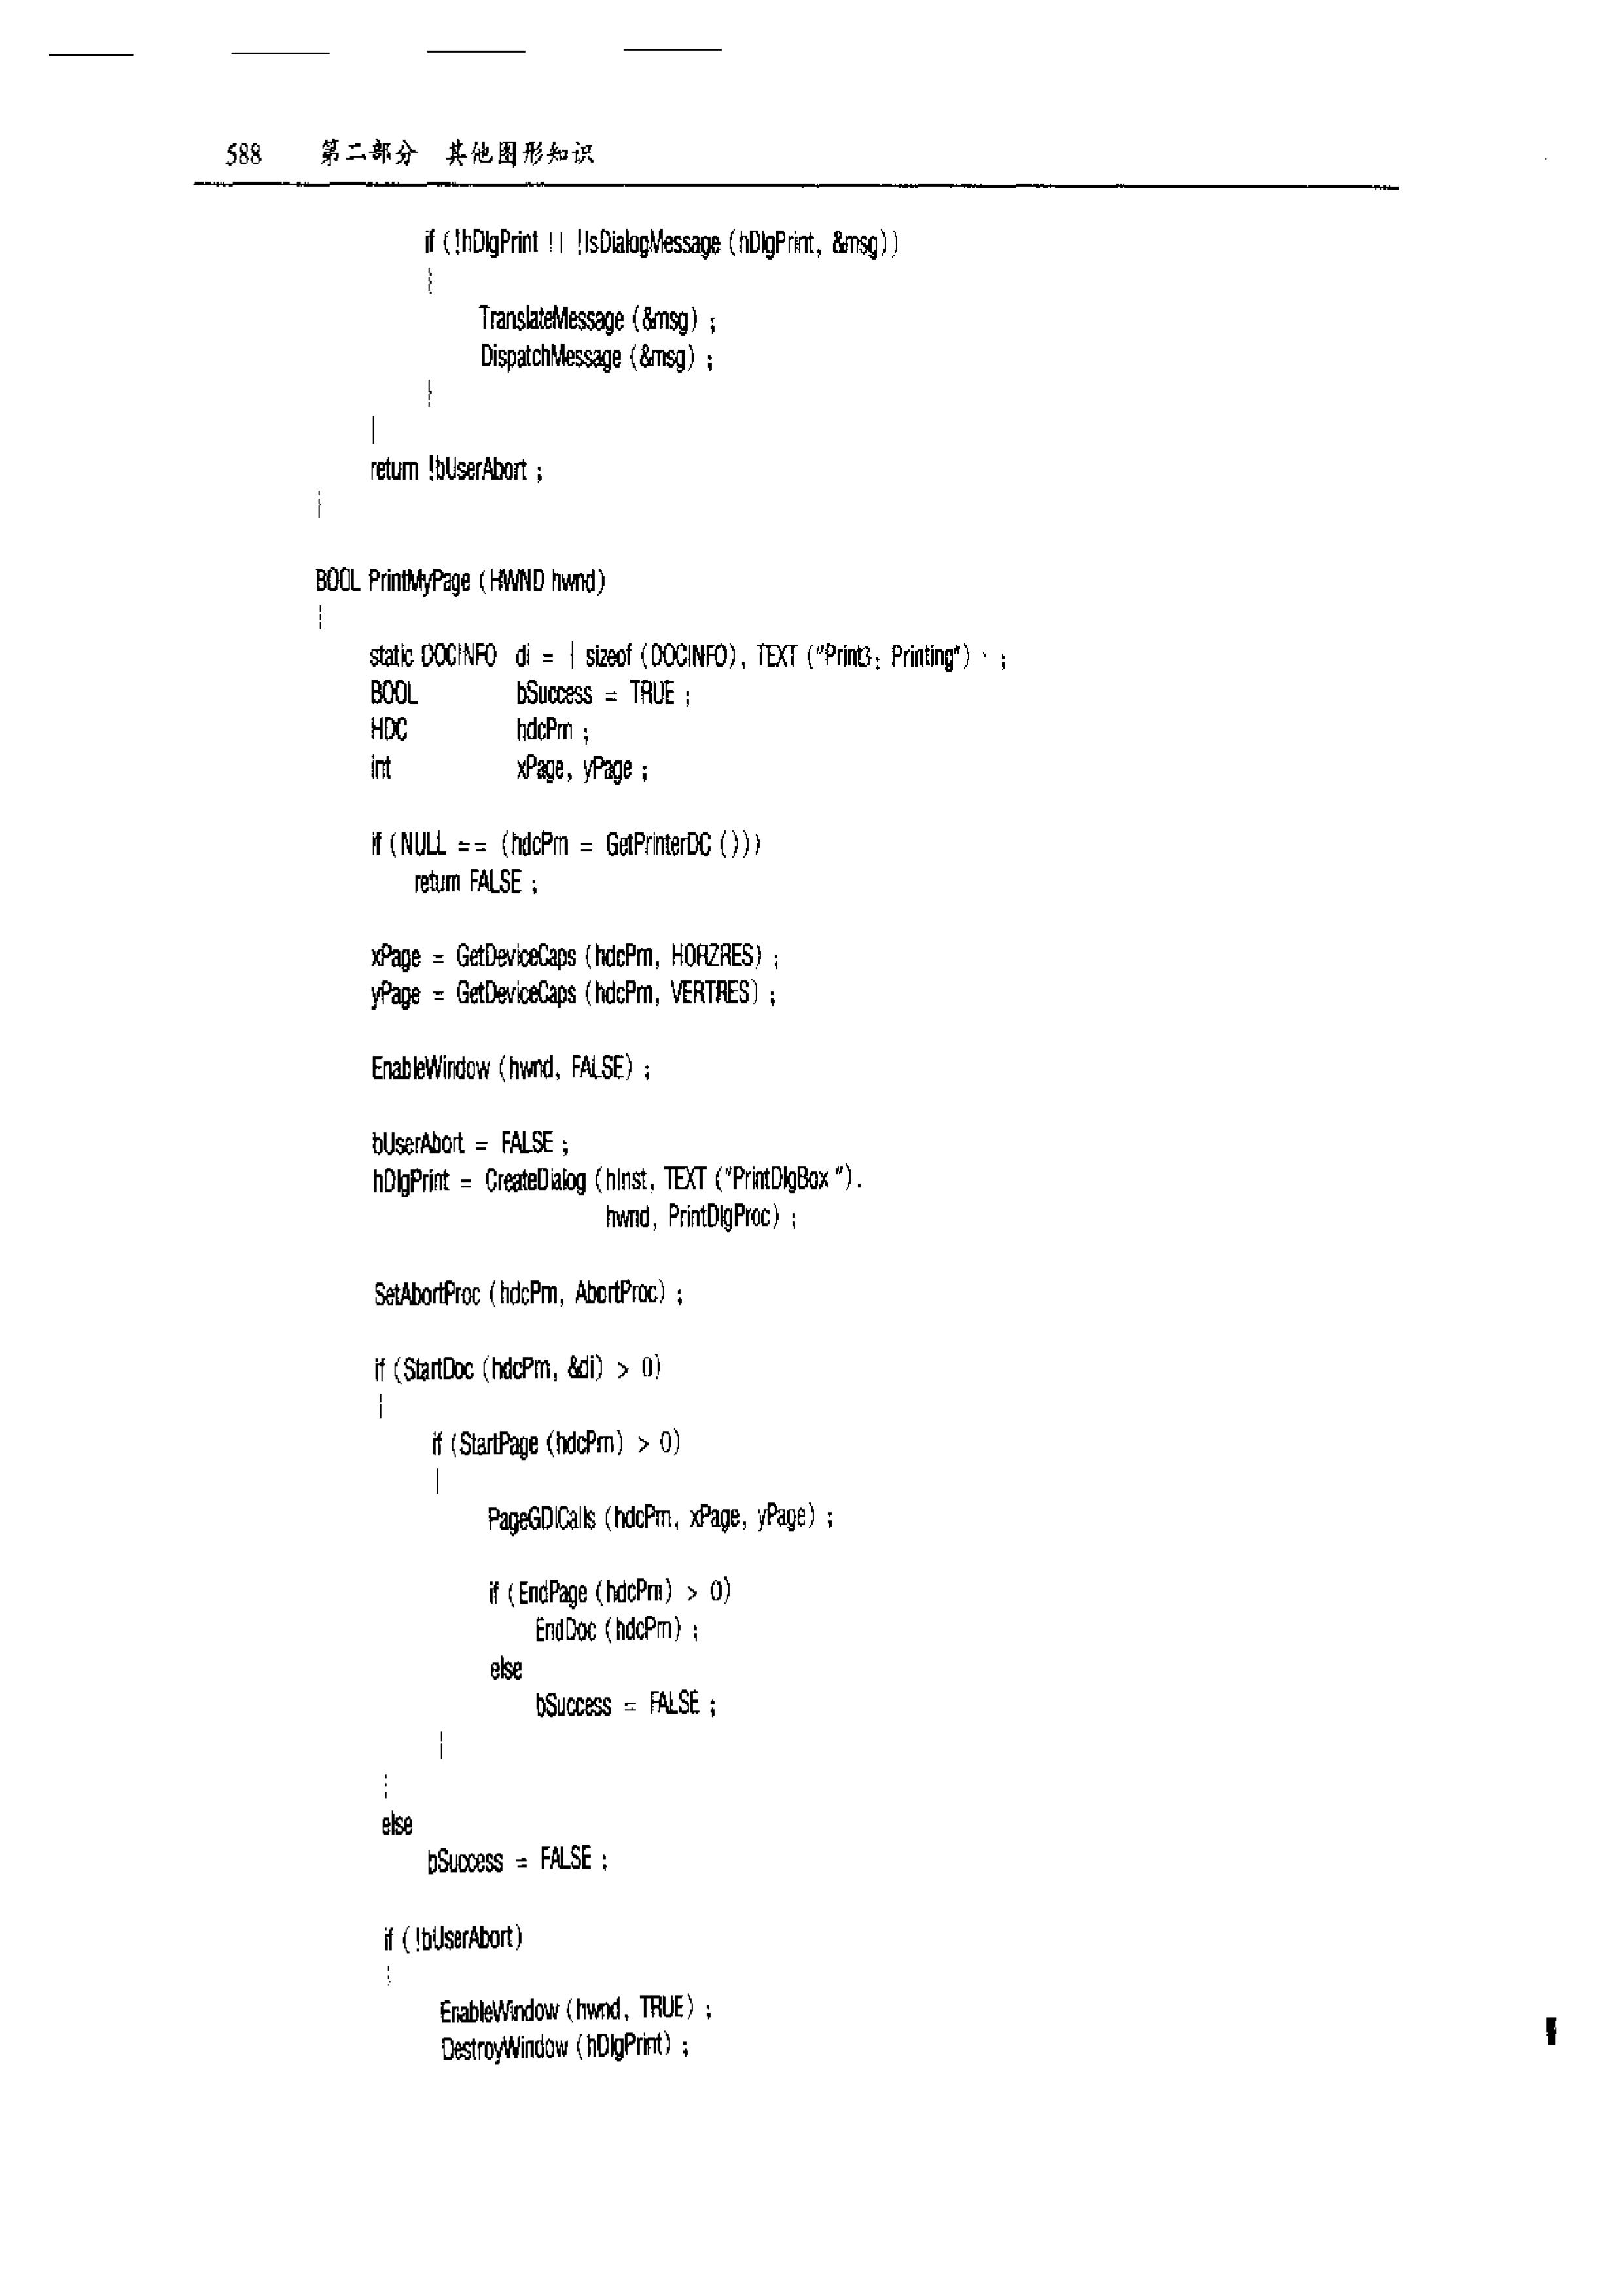 588 第二部分 其他图形知识
if (!hDlgPrint || !IsDialogMessage (hDlgPrint, &msg))
{
TranslateMessage (&msg) ;
DispatchMessage (&msg) ;
}
}
return !bUserAbort ;
}
BOOL PrintMyPage (HWND hwnd)
{
static DOCINFO di = { sizeof (DOCINFO), TEXT ("Print3: Printing") } ;
BOOL bSuccess = TRUE ;
HDC hdcPrn ;
int xPage, yPage ;
if (NULL == (hdcPrn = GetPrinterDC ()))
return FALSE ;
xPage = GetDeviceCaps (hdcPrn, HORZRES) ;
yPage = GetDeviceCaps (hdcPrn, VERTRES) ;
EnableWindow (hwnd, FALSE) ;
bUserAbort = FALSE ;
hDlgPrint = CreateDialog (hInst, TEXT ("PrintDlgBox"),
hwnd, PrintDlgProc) ;
SetAbortProc (hdcPrn, AbortProc) ;
if (StartDoc (hdcPrn, &di) > 0)
{
if (StartPage (hdcPrn) > 0)
{
PageGDICalls (hdcPrn, xPage, yPage) ;
if (EndPage (hdcPrn) > 0)
EndDoc (hdcPrn) ;
else
bSuccess = FALSE ;
}
}
else
bSuccess = FALSE ;
if (!bUserAbort)
{
EnableWindow (hwnd, TRUE) ;
DestroyWindow (hDlgPrint) ;